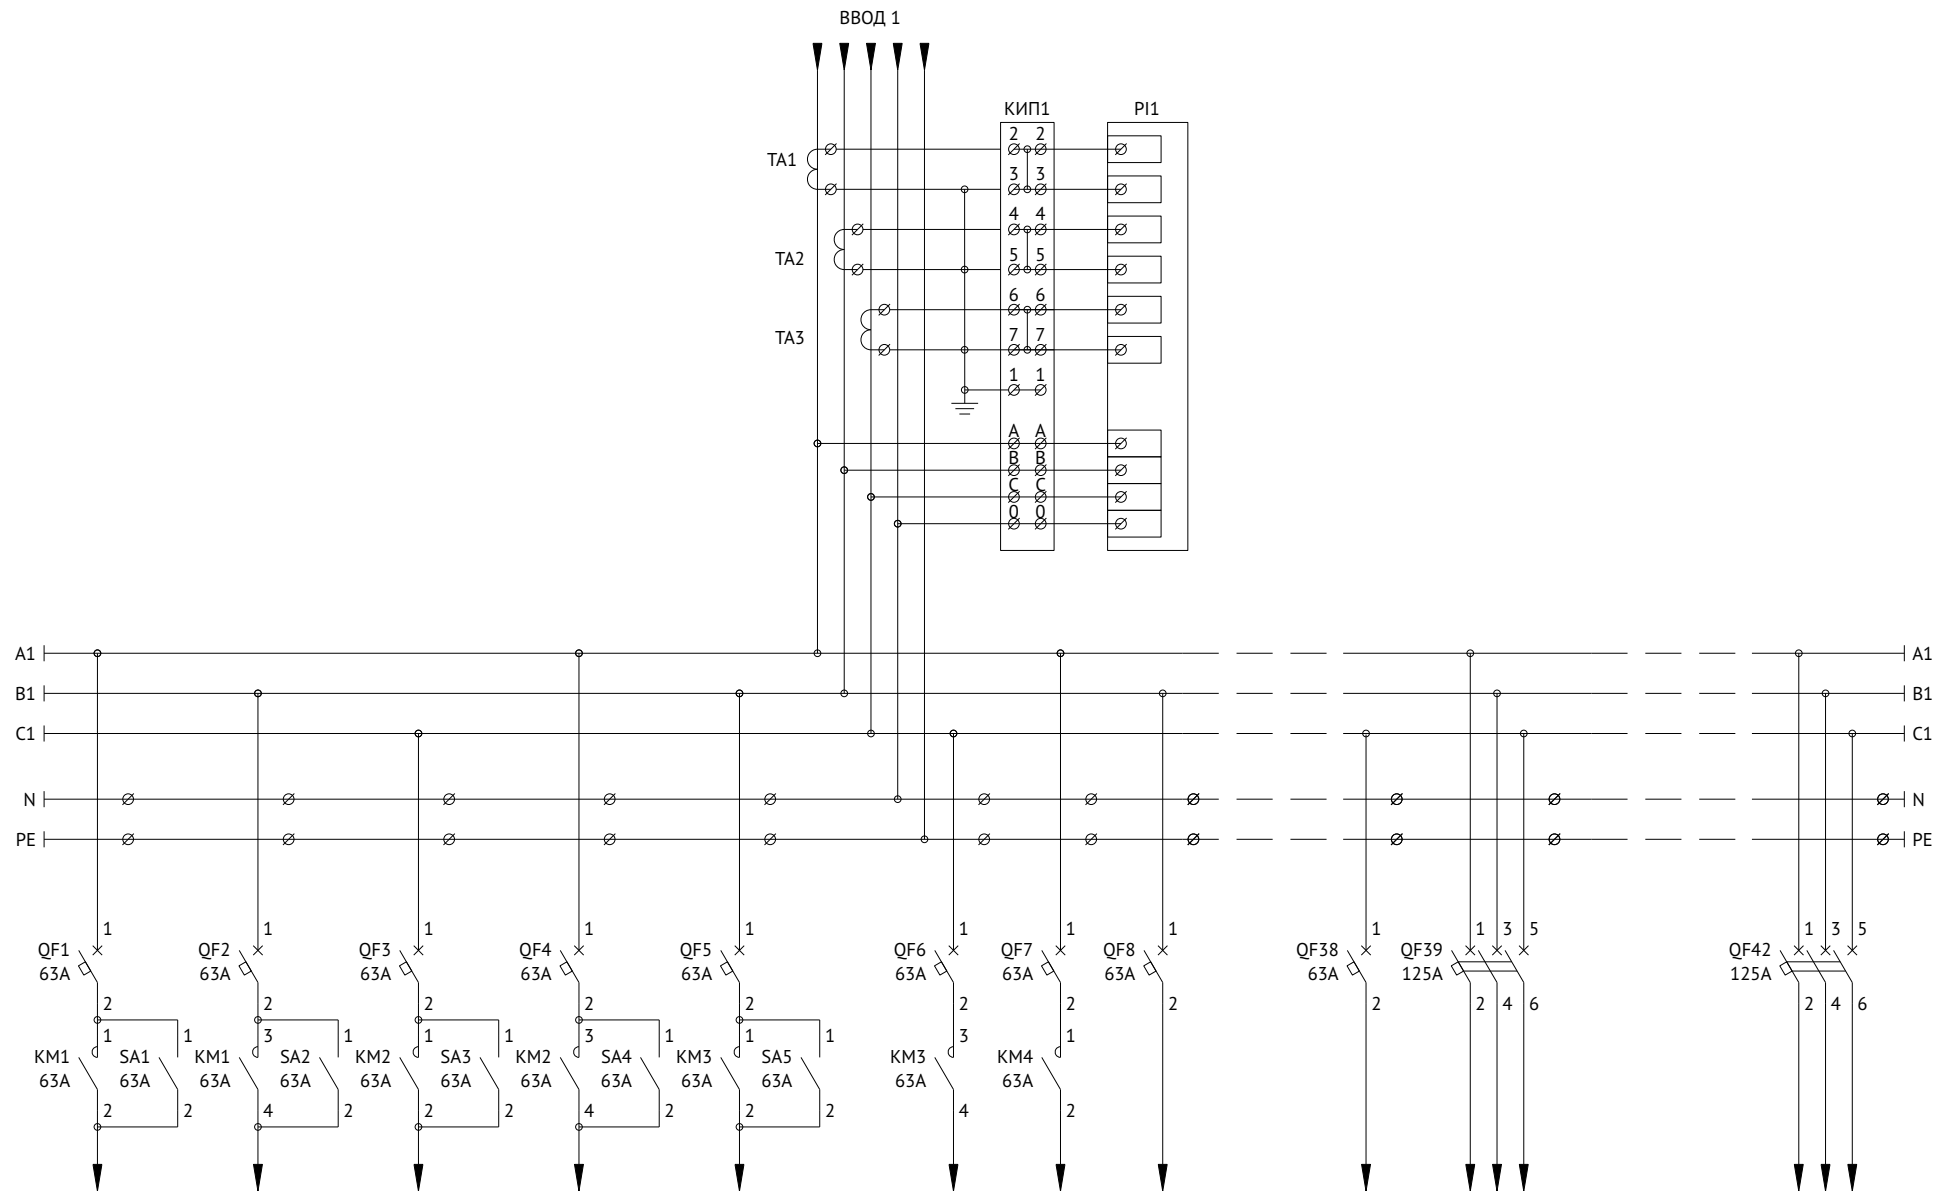 ВВОД 1
КИП1 PI1
2 2
TA1
3 3
4 4
TA2
5 5
6 6
TA3
7 7
1 1
A A
B B
C C
0 0
A1 A1
B1 B1
C1 C1
N N
PE PE
1 1 1 1 1 1 1 1 1 1 3 5 1 3 5
QF1 QF2 QF3 QF4 QF5 QF6 QF7 QF8 QF38 QF39 QF42
63A 63A 63A 63A 63A 63A 63A 63A 63A 125A 125A
2 2 2 2 2 2 2 2 2 2 4 6 2 4 6
1 1 3 1 1 1 3 1 1 1 3 1
KM1 SA1 KM1 SA2 KM2 SA3 KM2 SA4 KM3 SA5 KM3 KM4
63A 63A 63A 63A 63A 63A 63A 63A 63A 63A 63A 63A
2 2 4 2 2 2 4 2 2 2 4 2